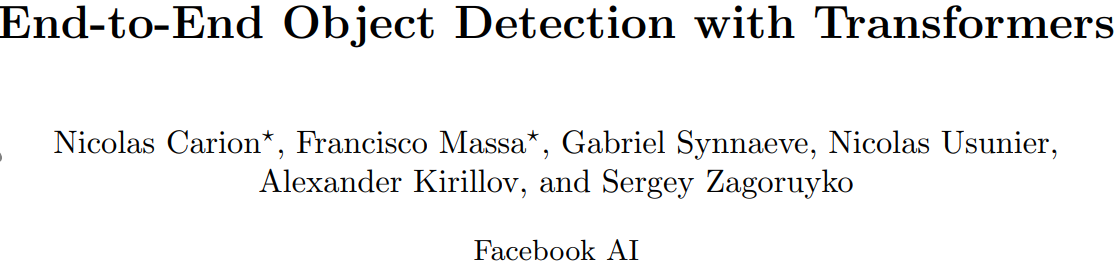 End-to-End Object Detection with Transformers
Nicolas Carion⋆, Francisco Massa⋆, Gabriel Synnaeve, Nicolas Usunier,
Alexander Kirillov, and Sergey Zagoruyko
Facebook AI